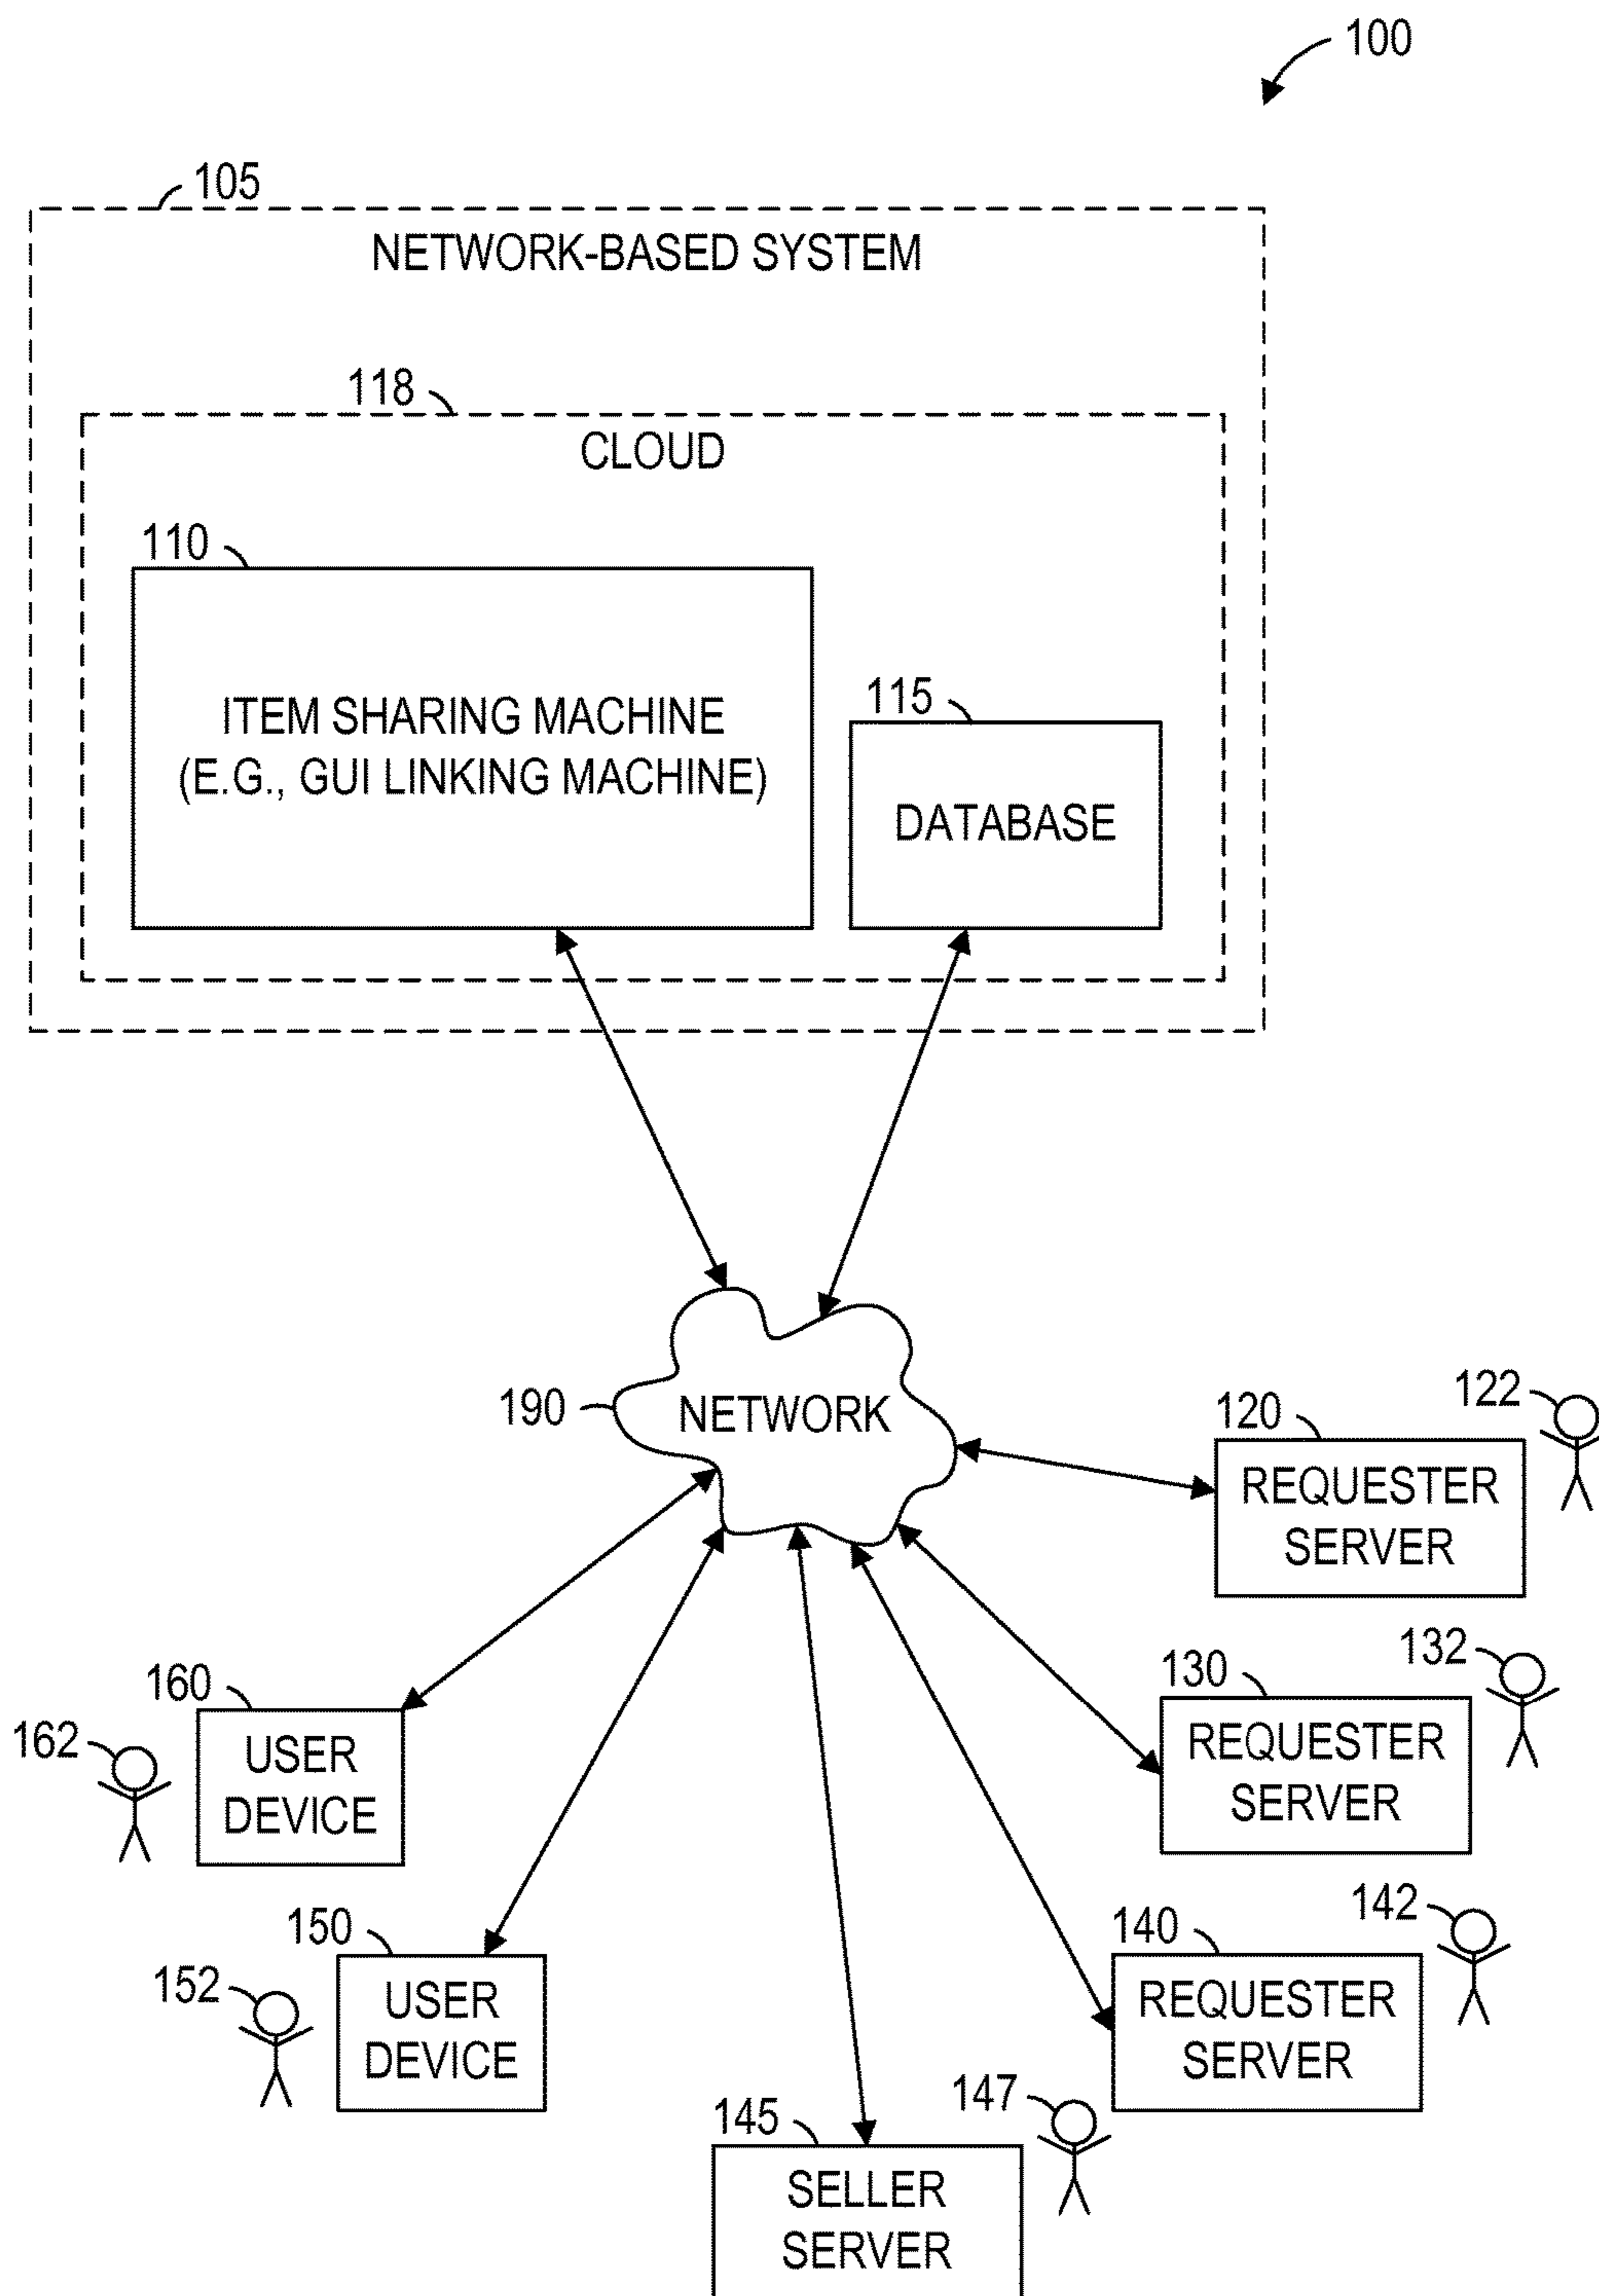 100
105
NETWORK-BASED SYSTEM
118
CLOUD
110
ITEM SHARING MACHINE
(E.G., GUI LINKING MACHINE)
115
DATABASE
190
NETWORK
120
122
REQUESTER
SERVER
130
132
REQUESTER
SERVER
160
162
USER
DEVICE
140
142
REQUESTER
SERVER
150
152
USER
DEVICE
145
147
SELLER
SERVER